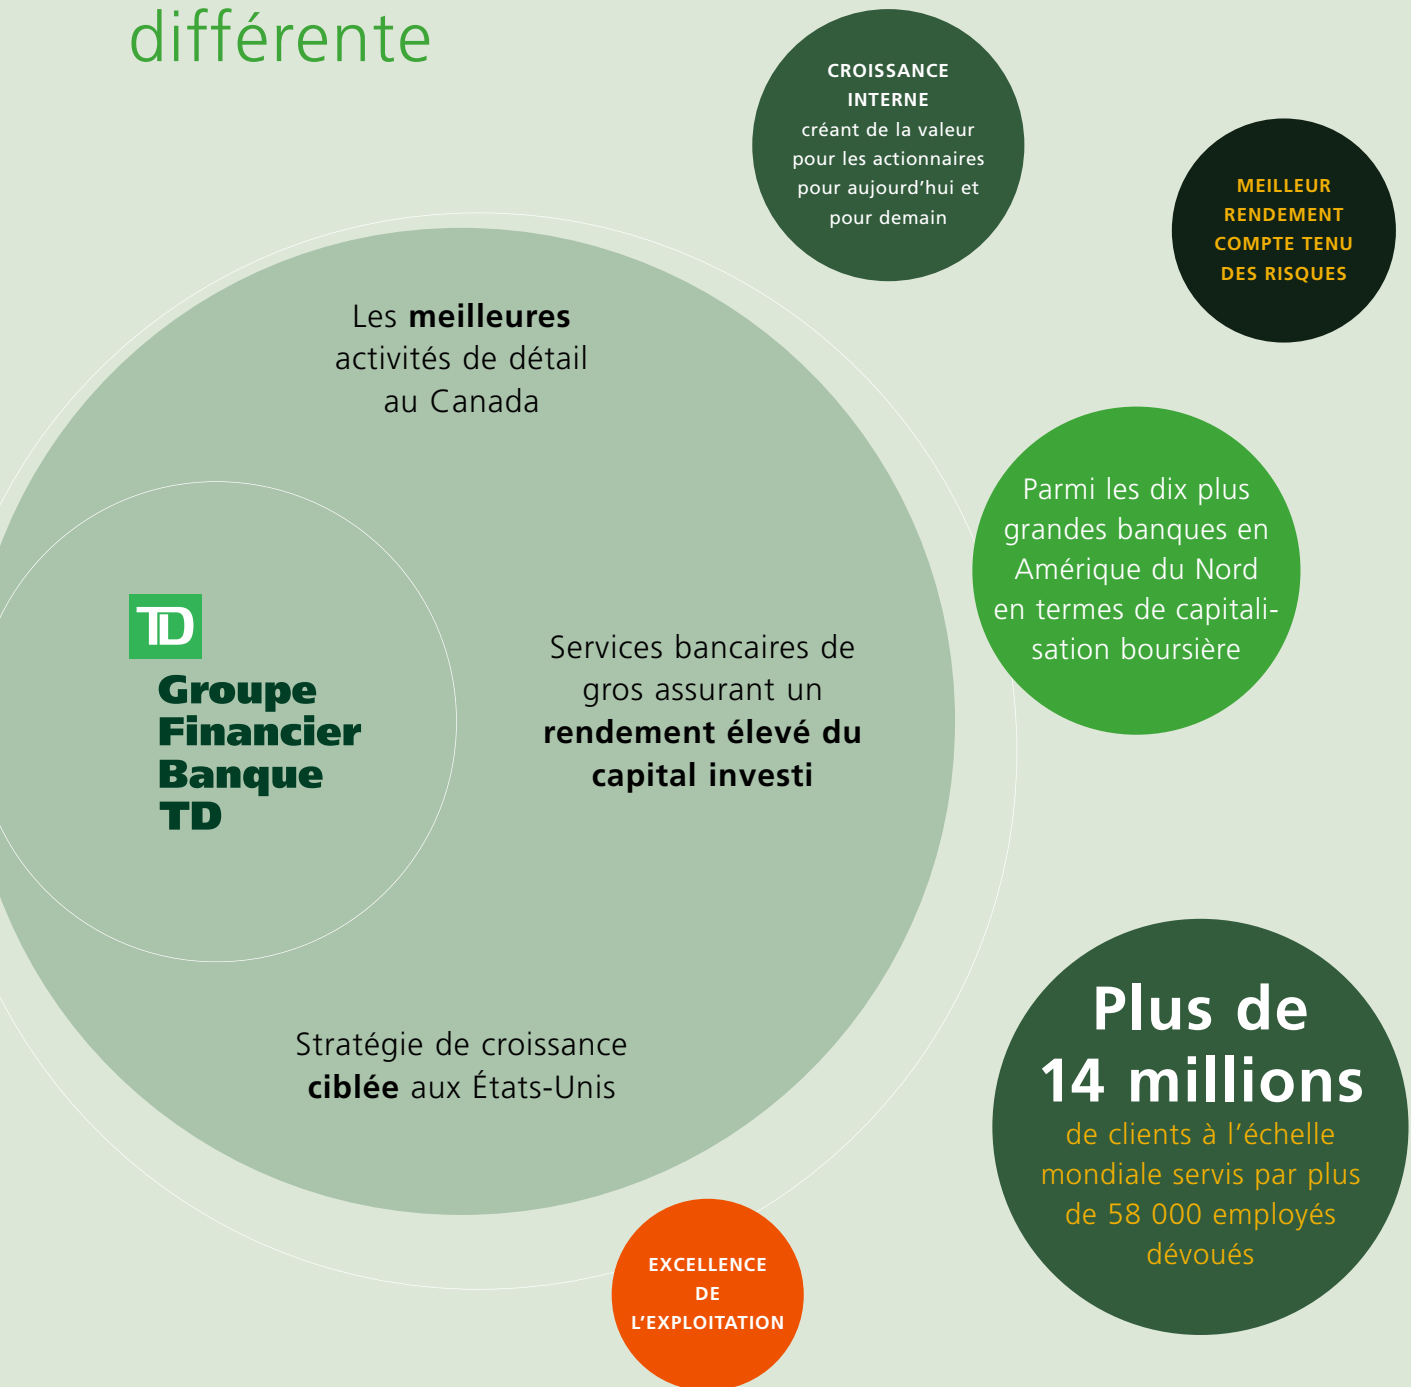 différente
CROISSANCE
INTERNE
créant de la valeur
pour les actionnaires
pour aujourd’hui et
pour demain
MEILLEUR
RENDEMENT
COMPTE TENU
DES RISQUES
Les meilleures
activités de détail
au Canada
Parmi les dix plus
grandes banques en
Amérique du Nord
en termes de capitali-
sation boursière
TD
Groupe
Financier
Banque
TD
Services bancaires de
gros assurant un
rendement élevé du
capital investi
Plus de
14 millions
de clients à l’échelle
mondiale servis par plus
de 58 000 employés
dévoués
Stratégie de croissance
ciblée aux États-Unis
EXCELLENCE
DE
L’EXPLOITATION